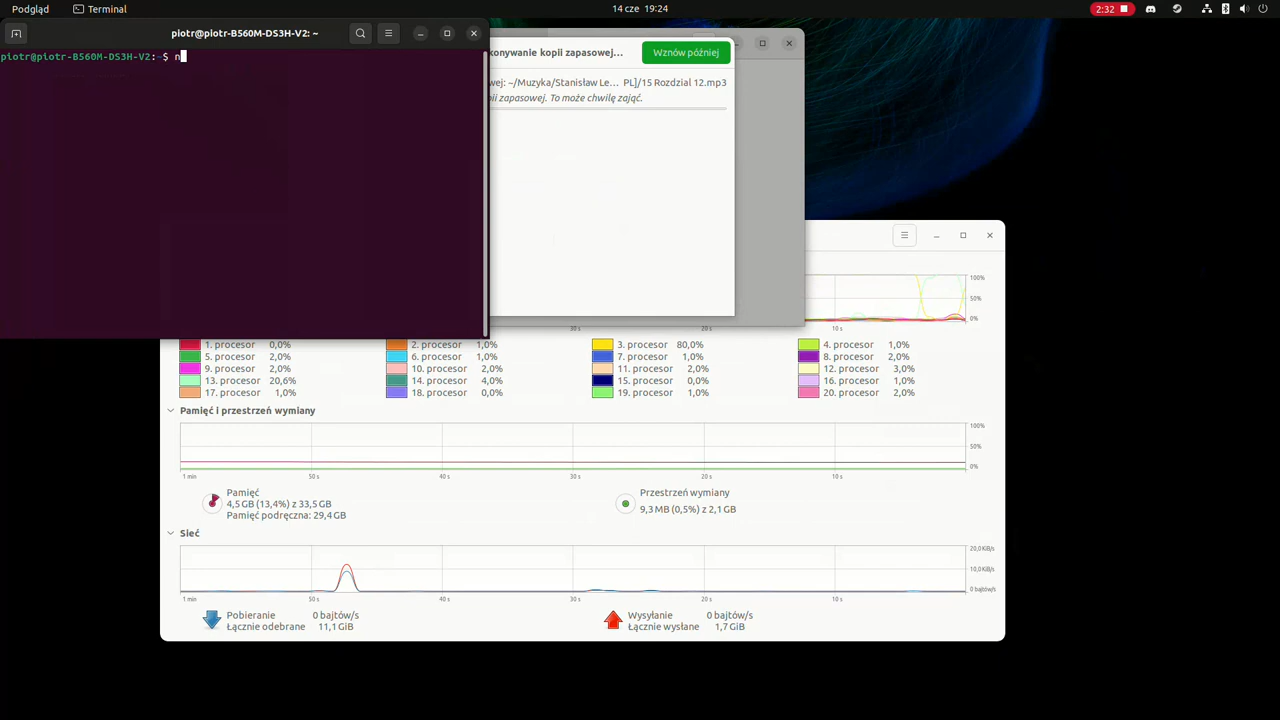 Podgląd
Terminal
14 cze 19:24
2:32
piotr@piotr-B560M-DS3H-V2: ~
piotr@piotr-B560M-DS3H-V2:~$ n
konywanie kopii zapasowej…
Wznów później
wej: ~/Muzyka/Stanisław Le… PL]/15 Rozdzial 12.mp3
pii zapasowej. To może chwilę zająć.
100%
50%
0%
30 s
20 s
10 s
1. procesor 0,0%
2. procesor 1,0%
3. procesor 80,0%
4. procesor 1,0%
5. procesor 2,0%
6. procesor 1,0%
7. procesor 1,0%
8. procesor 2,0%
9. procesor 2,0%
10. procesor 2,0%
11. procesor 2,0%
12. procesor 3,0%
13. procesor 20,6%
14. procesor 4,0%
15. procesor 0,0%
16. procesor 1,0%
17. procesor 1,0%
18. procesor 0,0%
19. procesor 1,0%
20. procesor 2,0%
Pamięć i przestrzeń wymiany
100%
50%
0%
1 min
50 s
40 s
30 s
20 s
10 s
Pamięć
4,5 GB (13,4%) z 33,5 GB
Pamięć podręczna: 29,4 GB
Przestrzeń wymiany
9,3 MB (0,5%) z 2,1 GB
Sieć
20,0 KiB/s
10,0 KiB/s
0 bajtów/s
1 min
50 s
40 s
30 s
20 s
10 s
Pobieranie 0 bajtów/s
Łącznie odebrane 11,1 GiB
Wysyłanie 0 bajtów/s
Łącznie wysłane 1,7 GiB